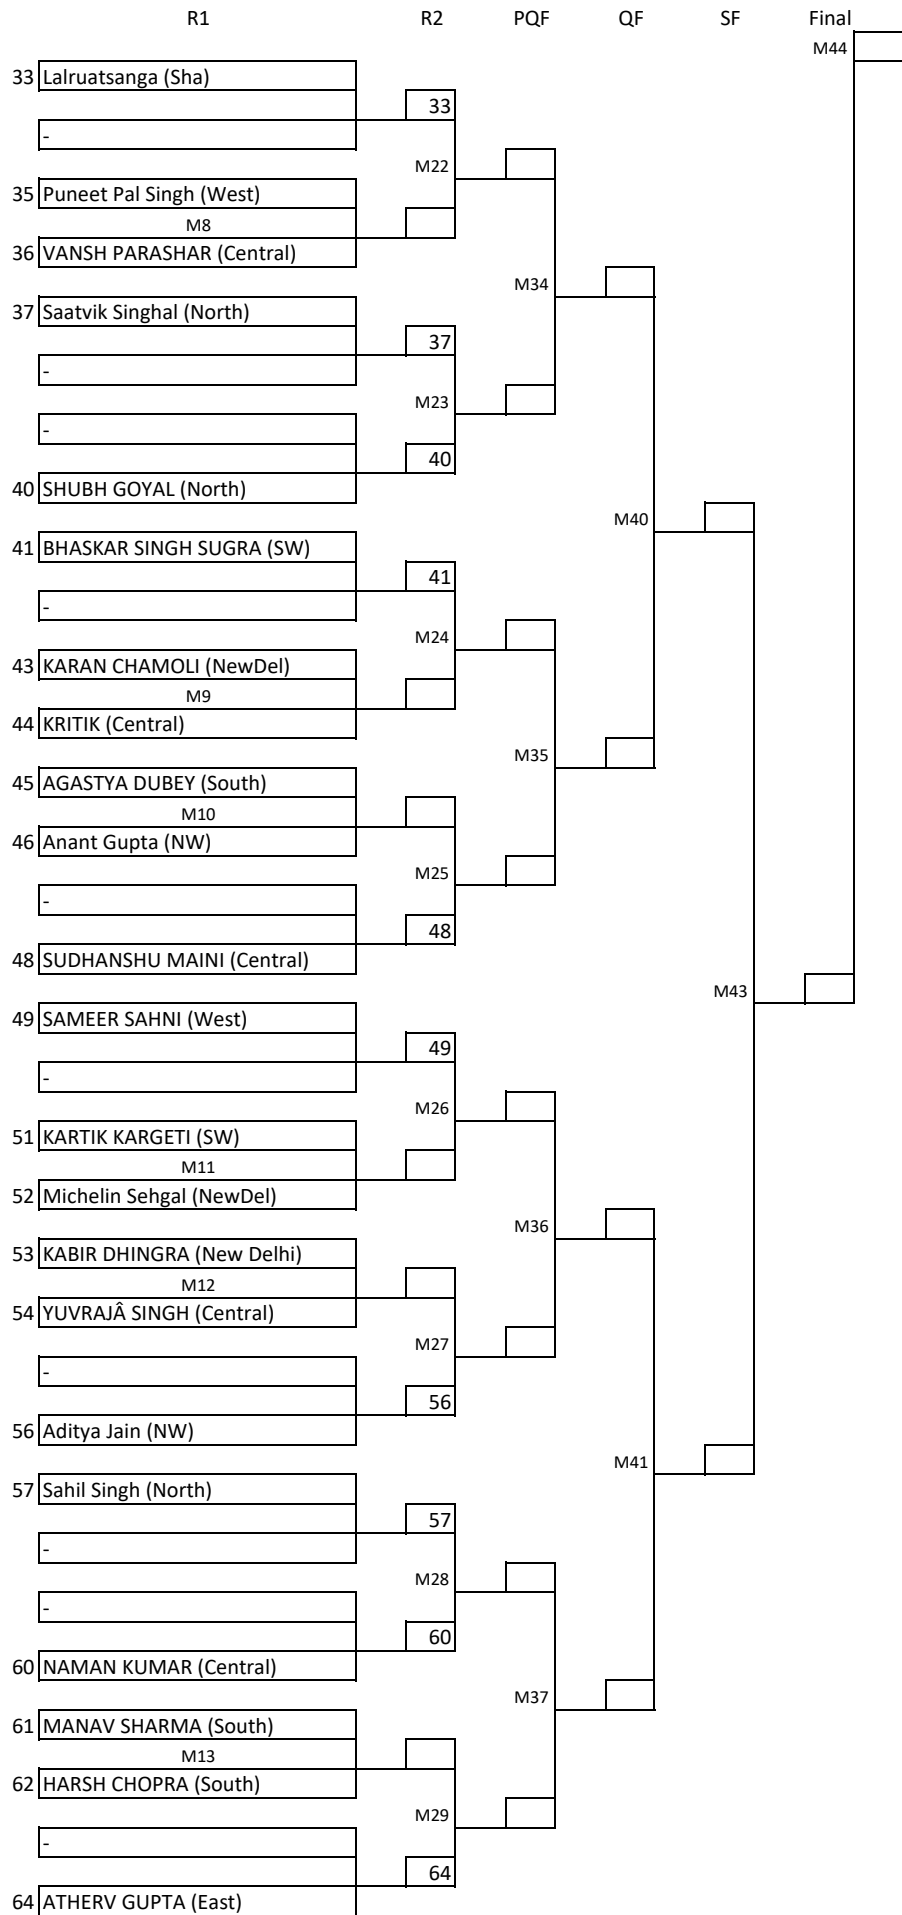 R1 R2 PQF QF SF Final
M44
33 Lalruatsanga (Sha)
33
-
M22
35 Puneet Pal Singh (West)
M8
36 VANSH PARASHAR (Central)
M34
37 Saatvik Singhal (North)
37
-
M23
-
40
40 SHUBH GOYAL (North)
M40
41 BHASKAR SINGH SUGRA (SW)
41
-
M24
43 KARAN CHAMOLI (NewDel)
M9
44 KRITIK (Central)
M35
45 AGASTYA DUBEY (South)
M10
46 Anant Gupta (NW)
M25
-
48
48 SUDHANSHU MAINI (Central)
M43
49 SAMEER SAHNI (West)
49
-
M26
51 KARTIK KARGETI (SW)
M11
52 Michelin Sehgal (NewDel)
M36
53 KABIR DHINGRA (New Delhi)
M12
54 YUVRAJÂ SINGH (Central)
M27
-
56
56 Aditya Jain (NW)
M41
57 Sahil Singh (North)
57
-
M28
-
60
60 NAMAN KUMAR (Central)
M37
61 MANAV SHARMA (South)
M13
62 HARSH CHOPRA (South)
M29
-
64
64 ATHERV GUPTA (East)